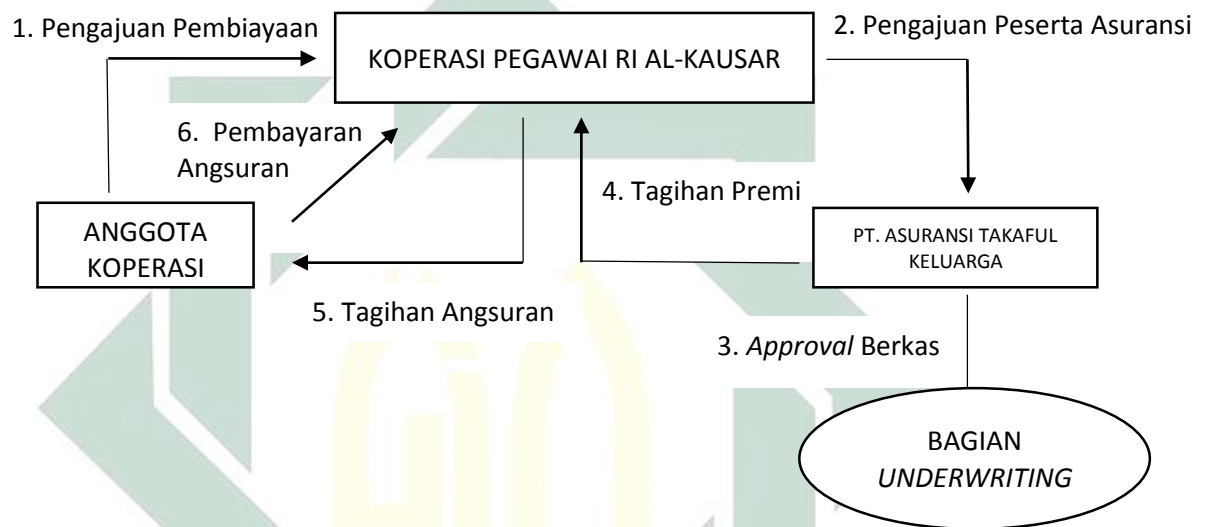 1. Pengajuan Pembiayaan
KOPERASI PEGAWAI RI AL-KAUSAR
2. Pengajuan Peserta Asuransi
6. Pembayaran
Angsuran
4. Tagihan Premi
ANGGOTA
KOPERASI
PT. ASURANSI TAKAFUL
KELUARGA
5. Tagihan Angsuran
3. Approval Berkas
BAGIAN
UNDERWRITING